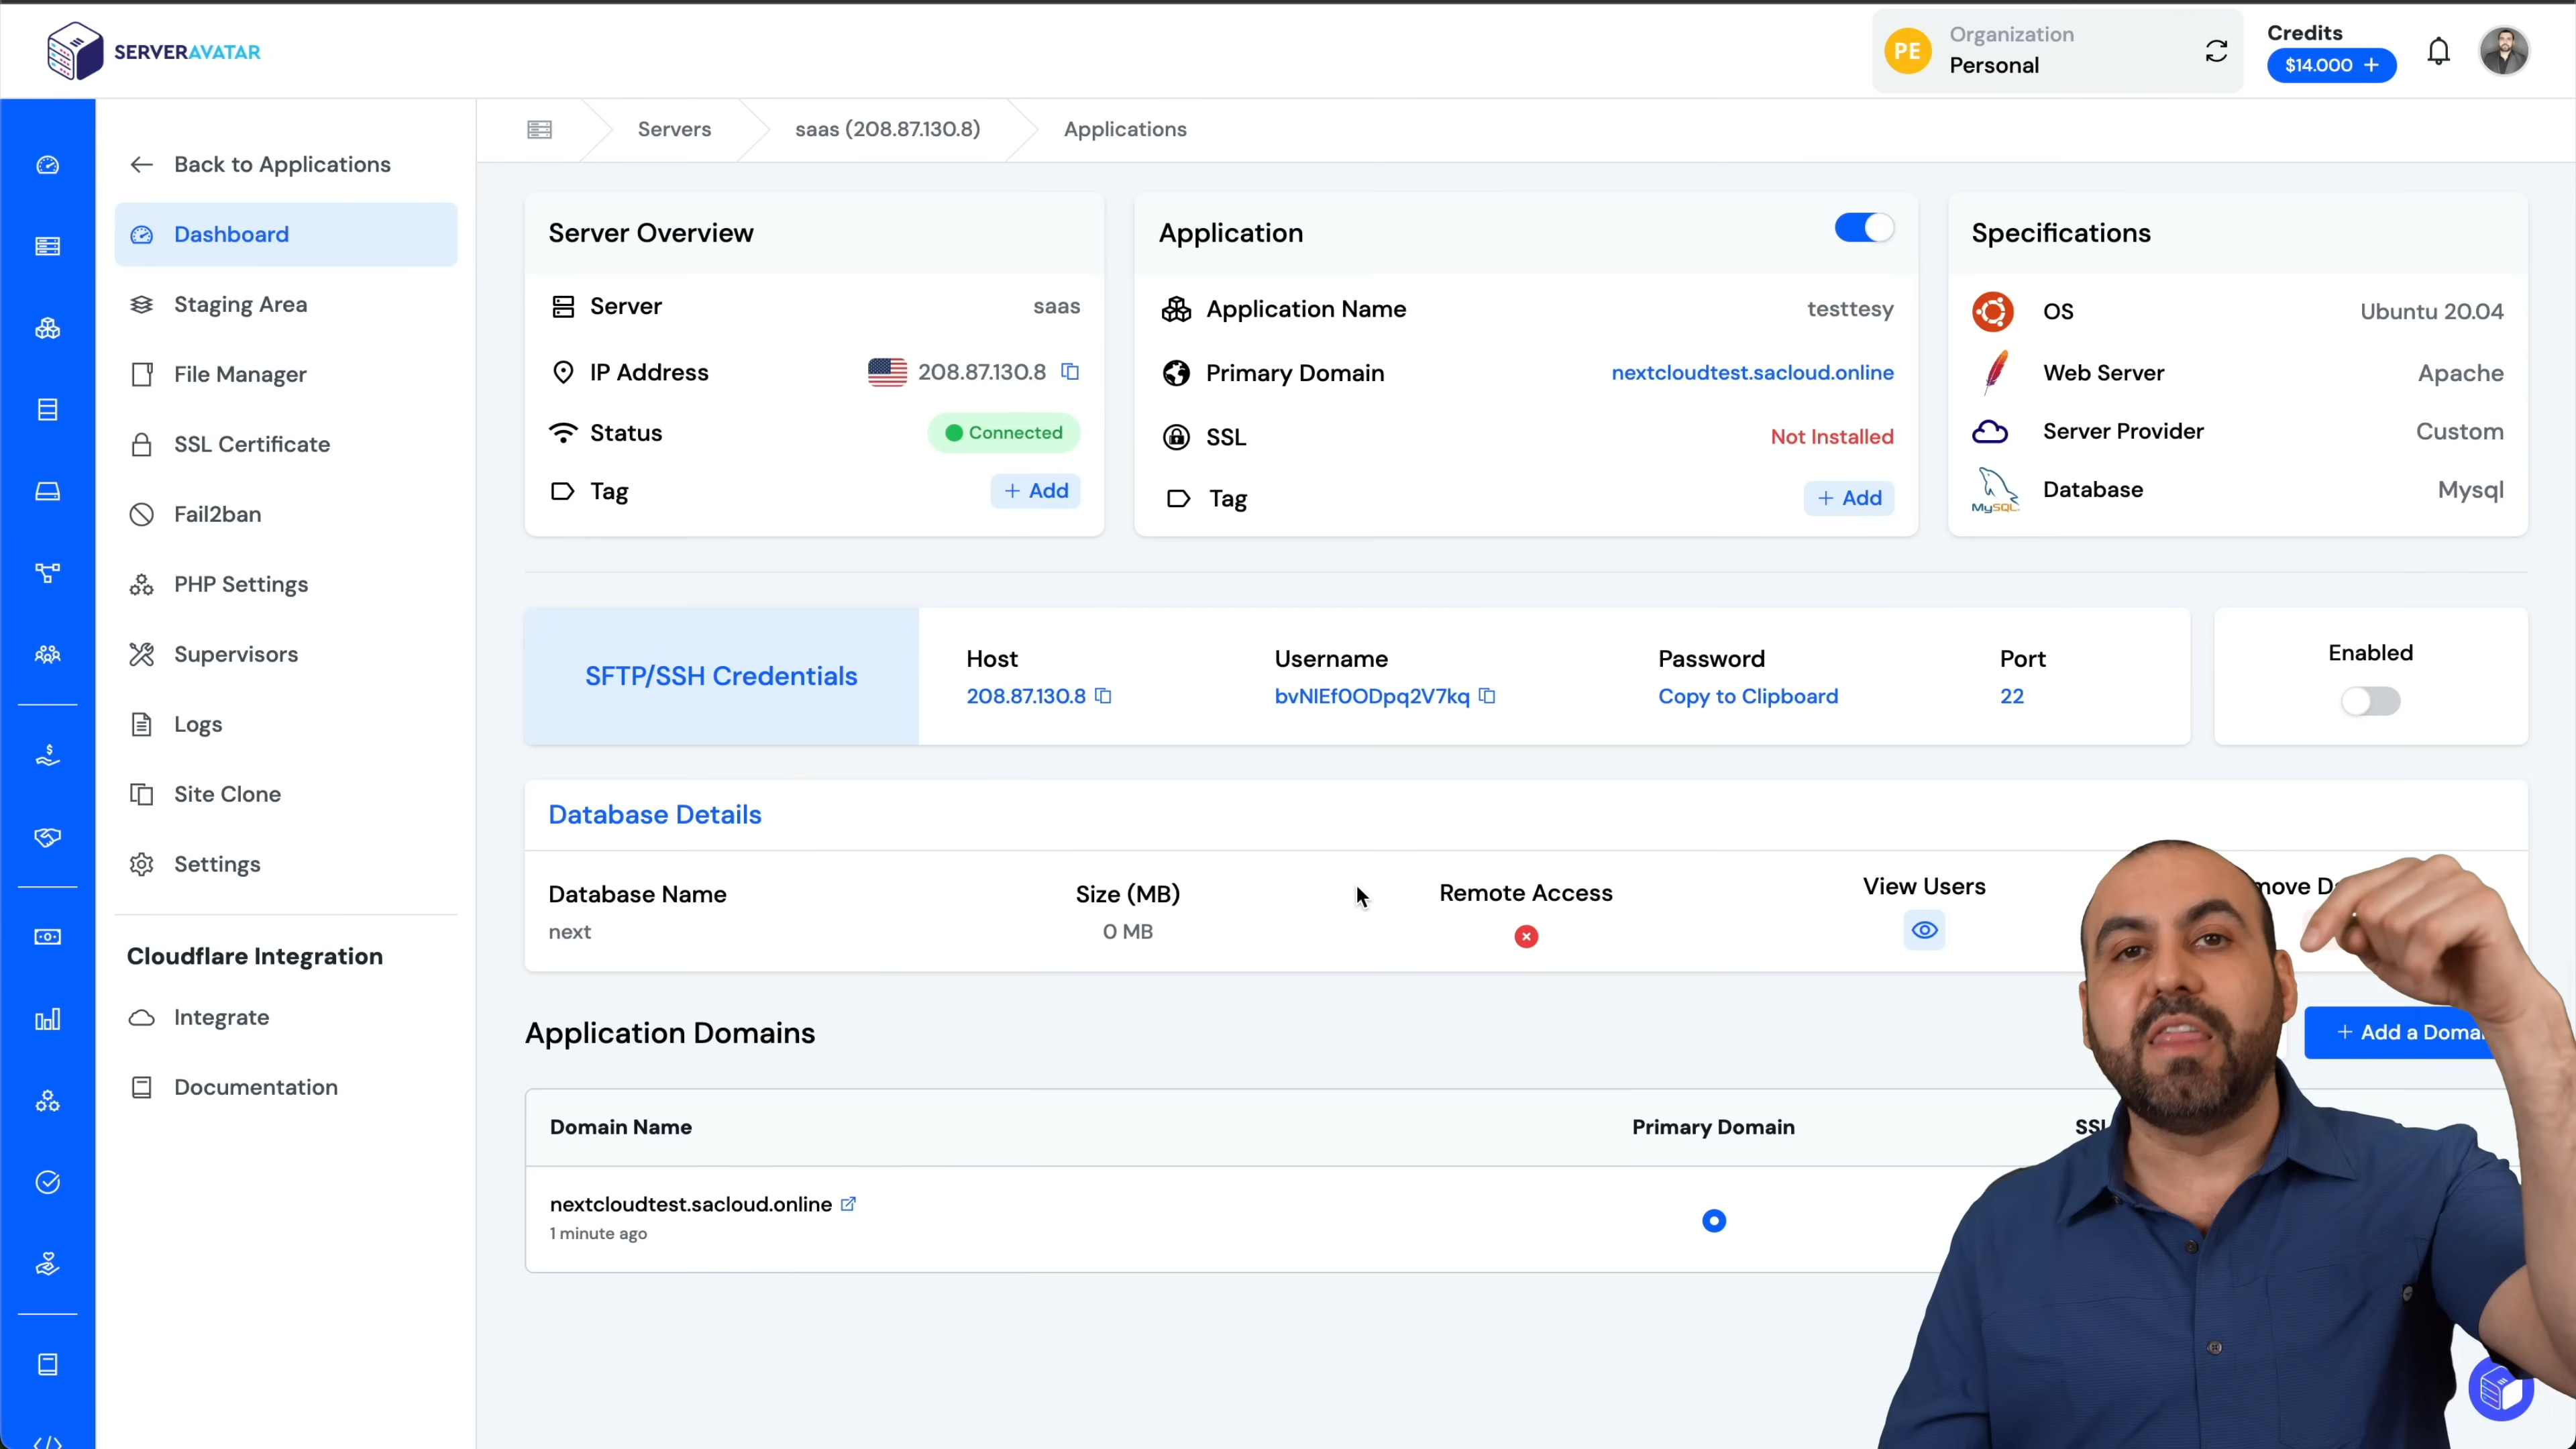 SERVERAVATAR
PE
Organization
Personal
Credits
$14.000 +
Servers
saas (208.87.130.8)
Applications
Back to Applications
Dashboard
Staging Area
File Manager
SSL Certificate
Fail2ban
PHP Settings
Supervisors
Logs
Site Clone
Settings
Cloudflare Integration
Integrate
Documentation
Server Overview
Server saas
IP Address 208.87.130.8
Status Connected
Tag + Add
Application
Application Name testtesy
Primary Domain nextcloudtest.sacloud.online
SSL Not Installed
Tag + Add
Specifications
OS Ubuntu 20.04
Web Server Apache
Server Provider Custom
MySQL Database Mysql
SFTP/SSH Credentials
Host Username Password Port
208.87.130.8 bvNIEf0ODpq2V7kq Copy to Clipboard 22
Enabled
Database Details
Database Name Size (MB) Remote Access View Users move D
next 0 MB
Application Domains
+ Add a Doma
Domain Name Primary Domain SSL
nextcloudtest.sacloud.online
1 minute ago